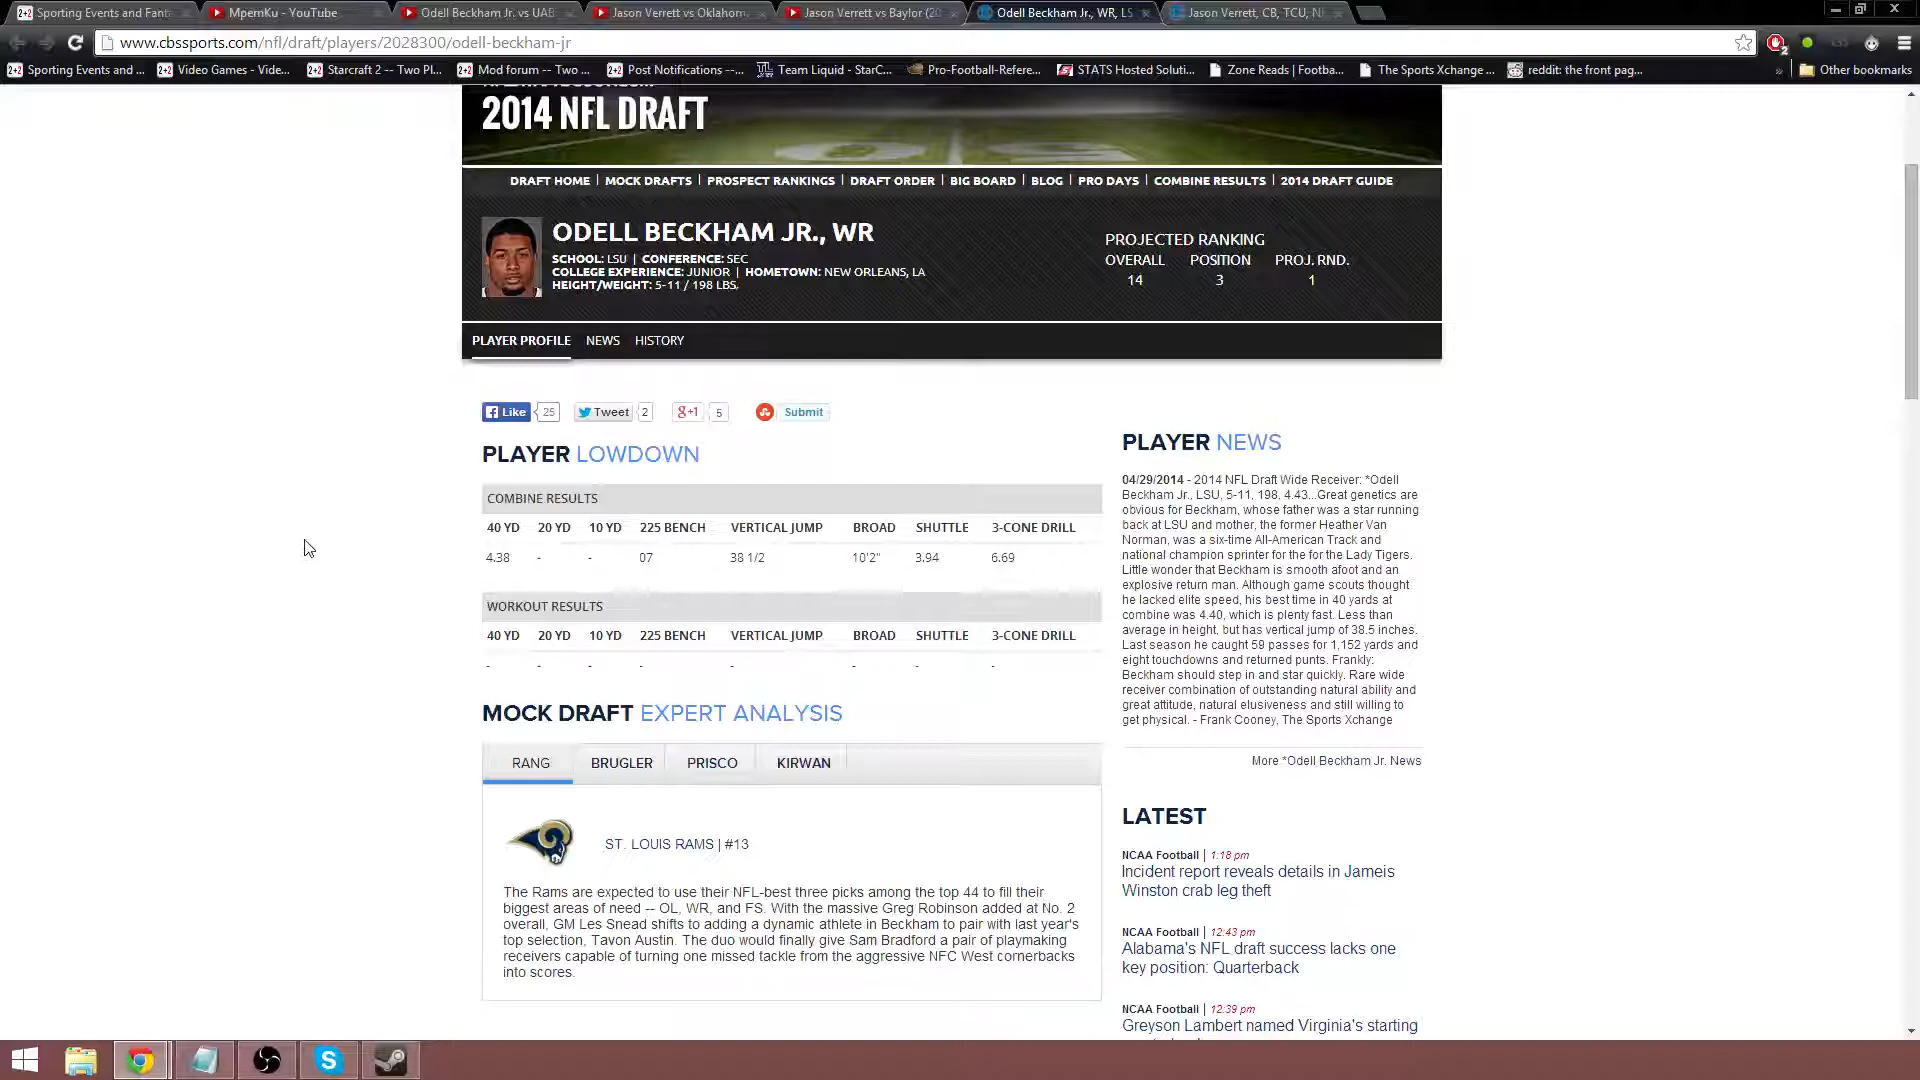 Sporting Events and Fant
MpemKu - YouTube
Odell Beckham Jr. vs UAB
Jason Verrett vs Oklahom
Jason Verrett vs Baylor (20
Odell Beckham Jr., WR, LS
Jason Verrett, CB, TCU, N
www.cbssports.com/nfl/draft/players/2028300/odell-beckham-jr
2
Sporting Events and ...
Video Games - Vide...
Starcraft 2 -- Two Pl...
Mod forum -- Two ...
Post Notifications --...
Team Liquid - StarC...
Pro-Football-Refere...
STATS Hosted Soluti...
Zone Reads | Footba...
The Sports Xchange ...
reddit: the front pag...
» Other bookmarks
2014 NFL DRAFT
DRAFT HOME | MOCK DRAFTS | PROSPECT RANKINGS | DRAFT ORDER | BIG BOARD | BLOG | PRO DAYS | COMBINE RESULTS | 2014 DRAFT GUIDE
ODELL BECKHAM JR., WR
SCHOOL: LSU | CONFERENCE: SEC
COLLEGE EXPERIENCE: JUNIOR | HOMETOWN: NEW ORLEANS, LA
HEIGHT/WEIGHT: 5-11 / 198 LBS.
PROJECTED RANKING
OVERALL POSITION PROJ. RND.
14 3 1
PLAYER PROFILE NEWS HISTORY
Like 25 Tweet 2 g+1 5 Submit
PLAYER LOWDOWN
COMBINE RESULTS
40 YD 20 YD 10 YD 225 BENCH VERTICAL JUMP BROAD SHUTTLE 3-CONE DRILL
4.38 - - 07 38 1/2 10'2" 3.94 6.69
WORKOUT RESULTS
40 YD 20 YD 10 YD 225 BENCH VERTICAL JUMP BROAD SHUTTLE 3-CONE DRILL
- - - - - - - -
MOCK DRAFT EXPERT ANALYSIS
RANG BRUGLER PRISCO KIRWAN
ST. LOUIS RAMS | #13
The Rams are expected to use their NFL-best three picks among the top 44 to fill their
biggest areas of need -- OL, WR, and FS. With the massive Greg Robinson added at No. 2
overall, GM Les Snead shifts to adding a dynamic athlete in Beckham to pair with last year's
top selection, Tavon Austin. The duo would finally give Sam Bradford a pair of playmaking
receivers capable of turning one missed tackle from the aggressive NFC West cornerbacks
into scores.
PLAYER NEWS
04/29/2014 - 2014 NFL Draft Wide Receiver: *Odell
Beckham Jr., LSU, 5-11, 198, 4.43...Great genetics are
obvious for Beckham, whose father was a star running
back at LSU and mother, the former Heather Van
Norman, was a six-time All-American Track and
national champion sprinter for the for the Lady Tigers.
Little wonder that Beckham is smooth afoot and an
explosive return man. Although game scouts thought
he lacked elite speed, his best time in 40 yards at
combine was 4.40, which is plenty fast. Less than
average in height, but has vertical jump of 38.5 inches.
Last season he caught 59 passes for 1,152 yards and
eight touchdowns and returned punts. Frankly:
Beckham should step in and star quickly. Rare wide
receiver combination of outstanding natural ability and
great attitude, natural elusiveness and still willing to
get physical. - Frank Cooney, The Sports Xchange
More *Odell Beckham Jr. News
LATEST
NCAA Football | 1:18 pm
Incident report reveals details in Jameis
Winston crab leg theft
NCAA Football | 12:43 pm
Alabama's NFL draft success lacks one
key position: Quarterback
NCAA Football | 12:39 pm
Greyson Lambert named Virginia's starting